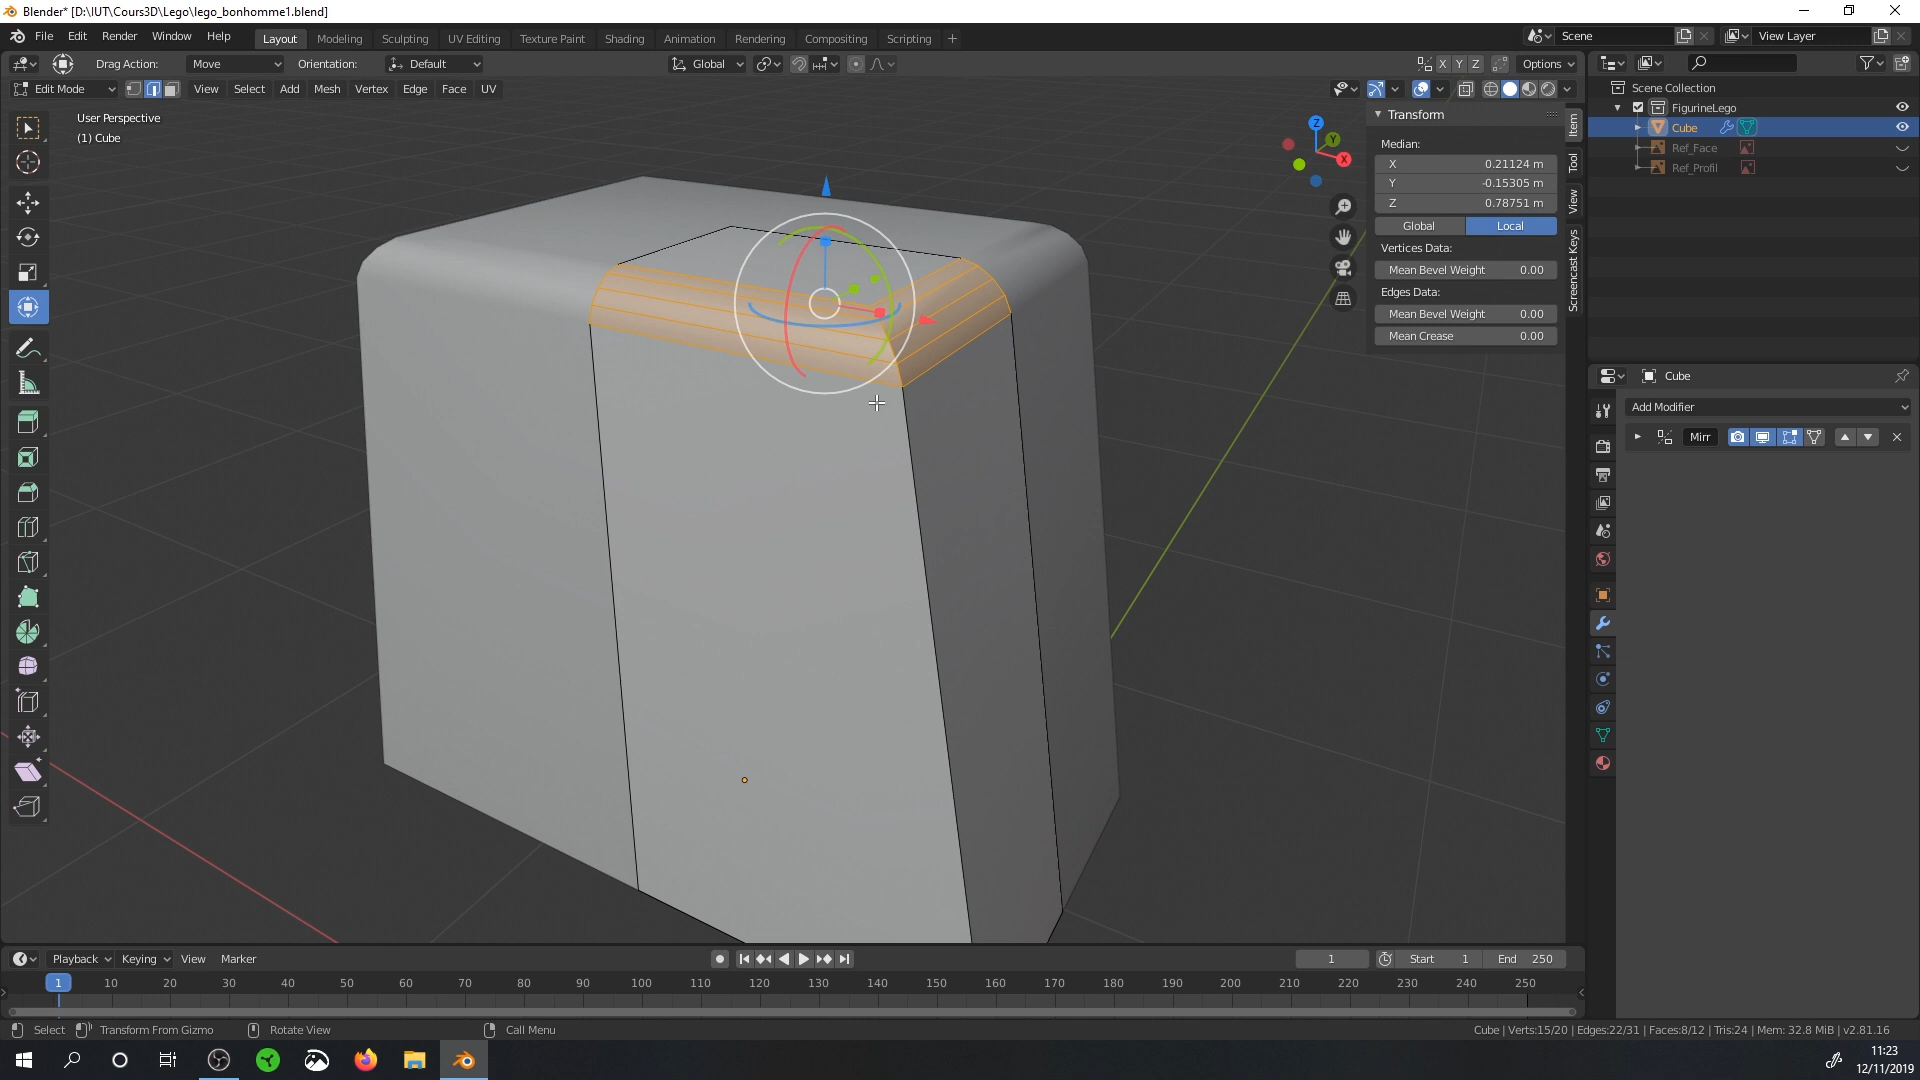 Blender* [D:\IUT\Cours3D\Lego\lego_bonhomme1.blend]
File Edit Render Window Help Layout Modeling Sculpting UV Editing Texture Paint Shading Animation Rendering Compositing Scripting + Scene View Layer
Drag Action: Move Orientation: Default Global X Y Z Options
Edit Mode View Select Add Mesh Vertex Edge Face UV
User Perspective
(1) Cube
Z
Y
X
Transform
Median:
X 0.21124 m
Y -0.15305 m
Z 0.78751 m
Global Local
Vertices Data:
Mean Bevel Weight 0.00
Edges Data:
Mean Bevel Weight 0.00
Mean Crease 0.00
Item
Tool
View
Screencast Keys
Scene Collection
FigurineLego
Cube
Ref_Face
Ref_Profil
Cube
Add Modifier
Mirr
Playback Keying View Marker 1 Start 1 End 250
1 10 20 30 40 50 60 70 80 90 100 110 120 130 140 150 160 170 180 190 200 210 220 230 240 250
Select Transform From Gizmo Rotate View Call Menu Cube | Verts:15/20 | Edges:22/31 | Faces:8/12 | Tris:24 | Mem: 32.8 MiB | v2.81.16
11:23
12/11/2019